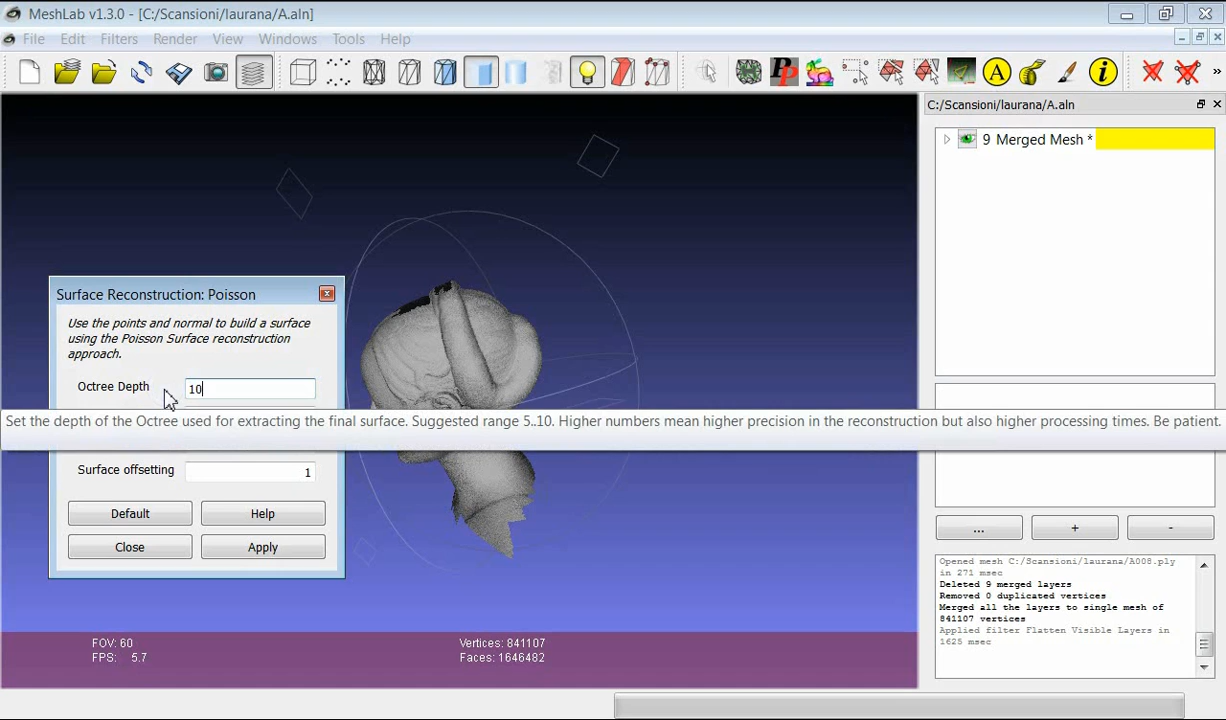 MeshLab v1.3.0 - [C:/Scansioni/laurana/A.aln]
File Edit Filters Render View Windows Tools Help
C:/Scansioni/laurana/A.aln
9 Merged Mesh *
Surface Reconstruction: Poisson
Use the points and normal to build a surface
using the Poisson Surface reconstruction
approach.
Octree Depth 10
Set the depth of the Octree used for extracting the final surface. Suggested range 5..10. Higher numbers mean higher precision in the reconstruction but also higher processing times. Be patient.
Surface offsetting 1
Default Help
Close Apply
... + -
Opened mesh C:/Scansioni/laurana/A008.ply
in 271 msec
Deleted 9 merged layers
Removed 0 duplicated vertices
Merged all the layers to single mesh of
841107 vertices
Applied filter Flatten Visible Layers in
1625 msec
FOV: 60
FPS: 5.7
Vertices: 841107
Faces: 1646482